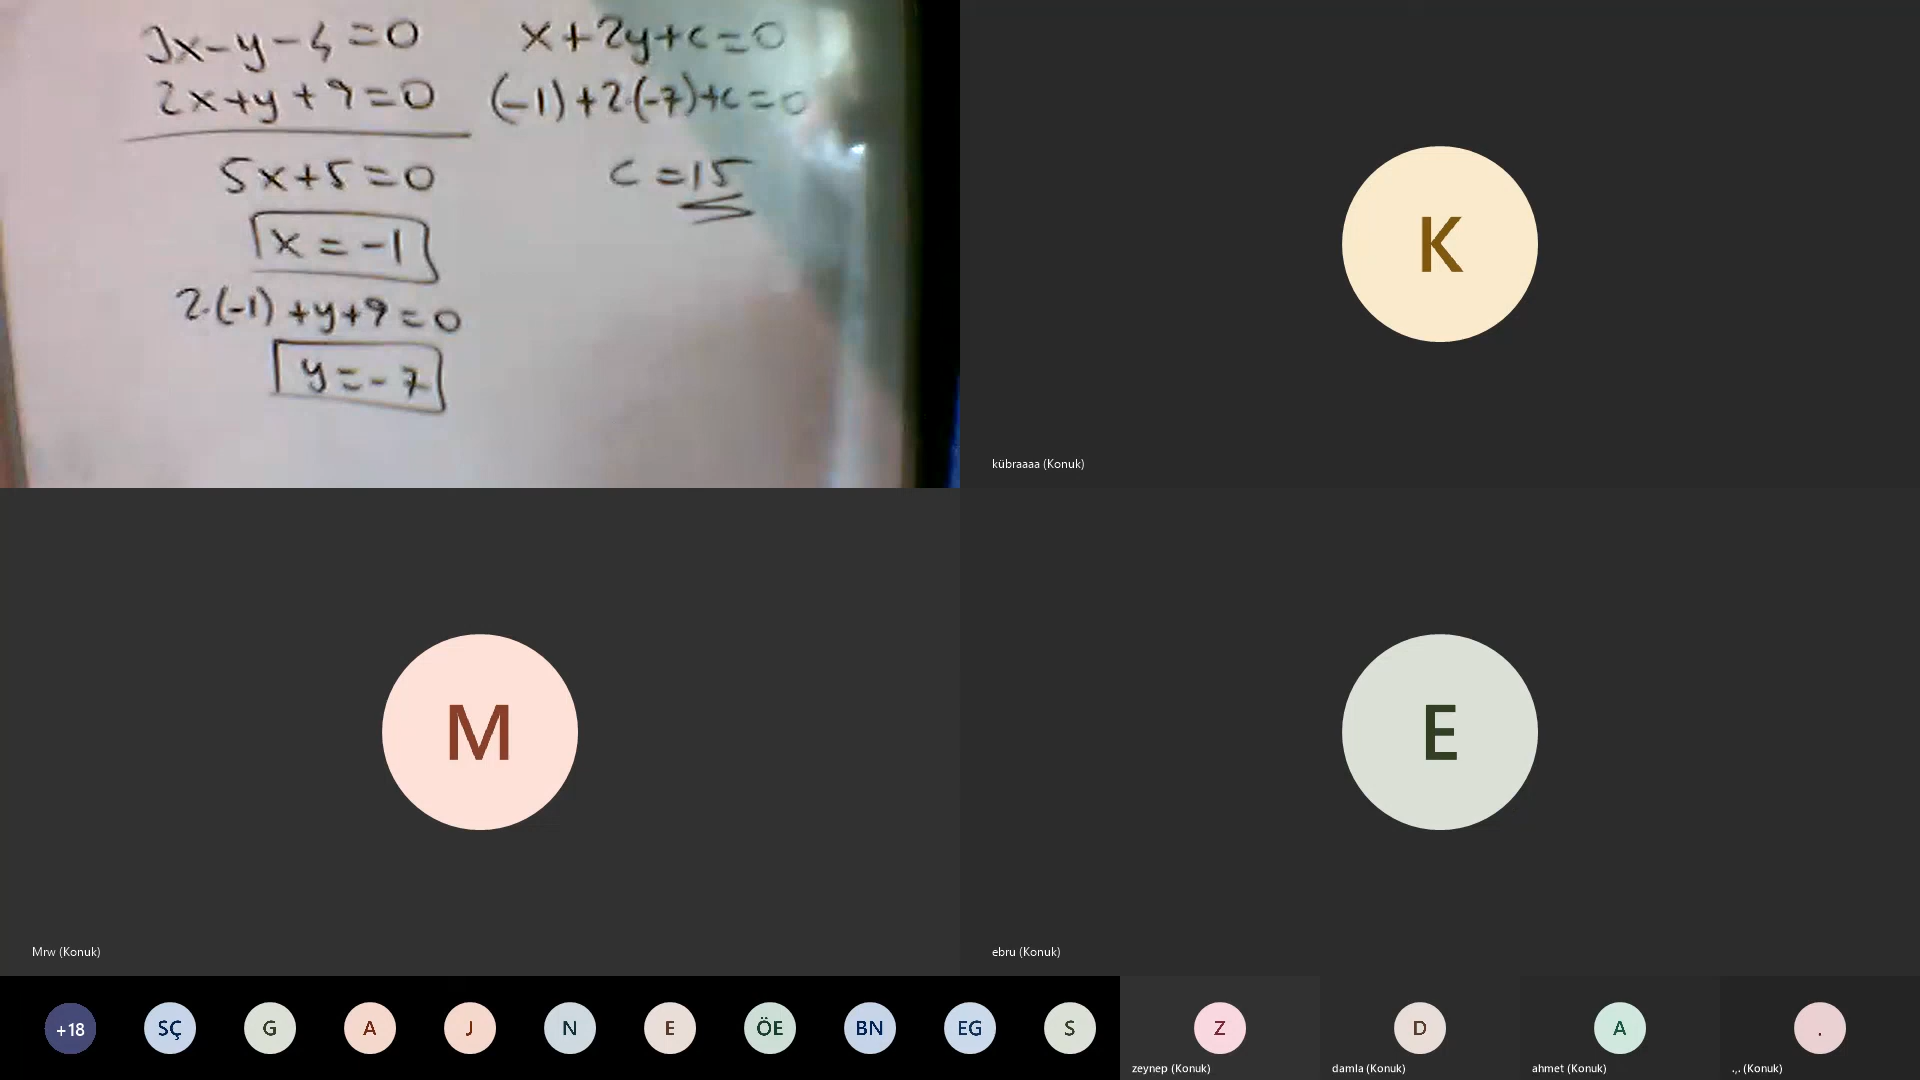 3x-y-4=0
2x+y+9=0
5x+5=0
x=-1
2.(-1)+y+9=0
y=-7
x+2y+c=0
(-1)+2.(-7)+c=0
c=15
K
kübraaaa (Konuk)
M
Mrw (Konuk)
E
ebru (Konuk)
+18
SÇ
G
A
J
N
E
ÖE
BN
EG
S
Z
zeynep (Konuk)
D
damla (Konuk)
A
ahmet (Konuk)
.
.,. (Konuk)